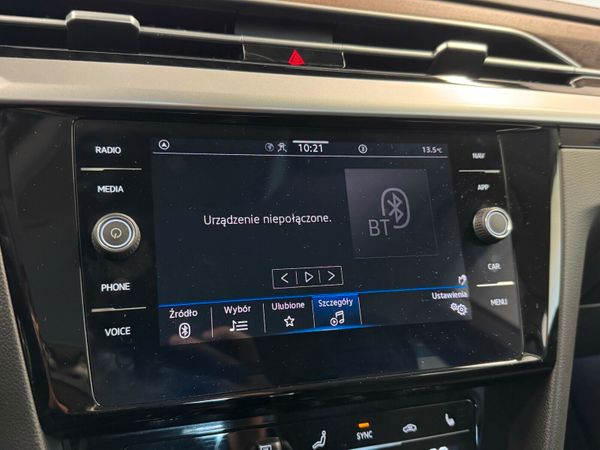 RADIO
MEDIA
PHONE
VOICE
10:21
3
13.5°C
Urządzenie niepołączone.
BT
Źródło
Wybór
Ulubione
Szczegóły
Ustawienia
NAV
APP
CAR
MENU
SYNC